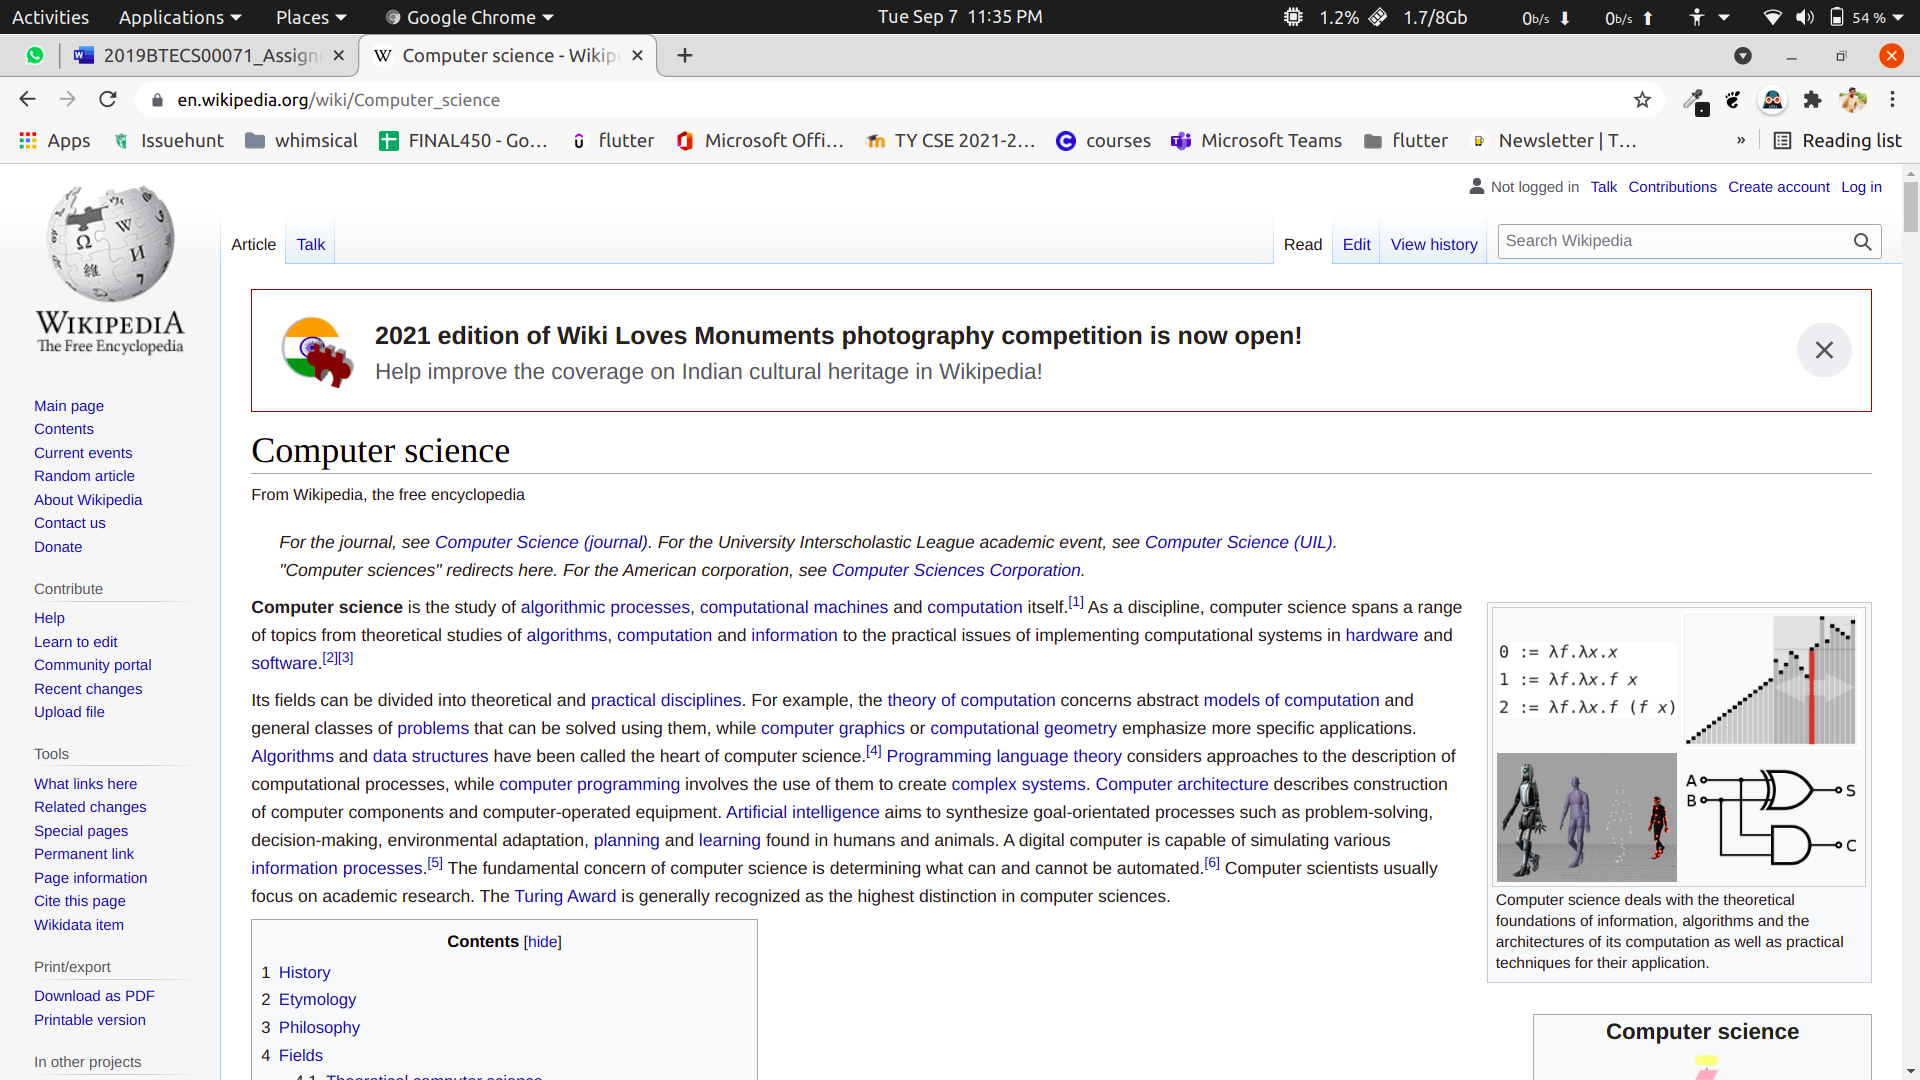 Activities Applications Places Google Chrome Tue Sep 7 11:35 PM 1.2% 1.7/8Gb 0b/s 0b/s 54 %
2019BTECS00071_Assign Computer science - Wikipe
en.wikipedia.org/wiki/Computer_science
Apps Issuehunt whimsical FINAL450 - Go... flutter Microsoft Offi... TY CSE 2021-2... courses Microsoft Teams flutter Newsletter | T... » Reading list
Not logged in Talk Contributions Create account Log in
Article Talk Read Edit View history Search Wikipedia
WIKIPEDIA
The Free Encyclopedia
Main page
Contents
Current events
Random article
About Wikipedia
Contact us
Donate
Contribute
Help
Learn to edit
Community portal
Recent changes
Upload file
Tools
What links here
Related changes
Special pages
Permanent link
Page information
Cite this page
Wikidata item
Print/export
Download as PDF
Printable version
In other projects
2021 edition of Wiki Loves Monuments photography competition is now open!
Help improve the coverage on Indian cultural heritage in Wikipedia!
Computer science
From Wikipedia, the free encyclopedia
For the journal, see Computer Science (journal). For the University Interscholastic League academic event, see Computer Science (UIL).
"Computer sciences" redirects here. For the American corporation, see Computer Sciences Corporation.
Computer science is the study of algorithmic processes, computational machines and computation itself.[1] As a discipline, computer science spans a range
of topics from theoretical studies of algorithms, computation and information to the practical issues of implementing computational systems in hardware and
software.[2][3]
Its fields can be divided into theoretical and practical disciplines. For example, the theory of computation concerns abstract models of computation and
general classes of problems that can be solved using them, while computer graphics or computational geometry emphasize more specific applications.
Algorithms and data structures have been called the heart of computer science.[4] Programming language theory considers approaches to the description of
computational processes, while computer programming involves the use of them to create complex systems. Computer architecture describes construction
of computer components and computer-operated equipment. Artificial intelligence aims to synthesize goal-orientated processes such as problem-solving,
decision-making, environmental adaptation, planning and learning found in humans and animals. A digital computer is capable of simulating various
information processes.[5] The fundamental concern of computer science is determining what can and cannot be automated.[6] Computer scientists usually
focus on academic research. The Turing Award is generally recognized as the highest distinction in computer sciences.
Contents [hide]
1 History
2 Etymology
3 Philosophy
4 Fields
4.1 Theoretical computer science
0 := λf.λx.x
1 := λf.λx.f x
2 := λf.λx.f (f x)
A
B
S
C
Computer science deals with the theoretical
foundations of information, algorithms and the
architectures of its computation as well as practical
techniques for their application.
Computer science